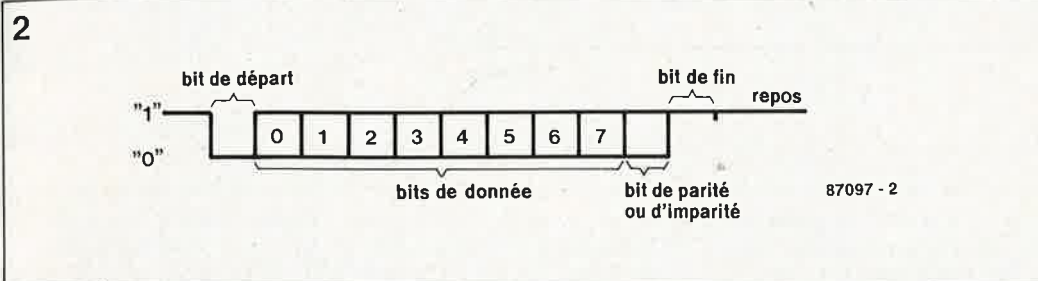 2
bit de départ
bit de fin
repos
"1"
0 1 2 3 4 5 6 7
"0"
bits de donnée
bit de parité
ou d'imparité
87097 - 2